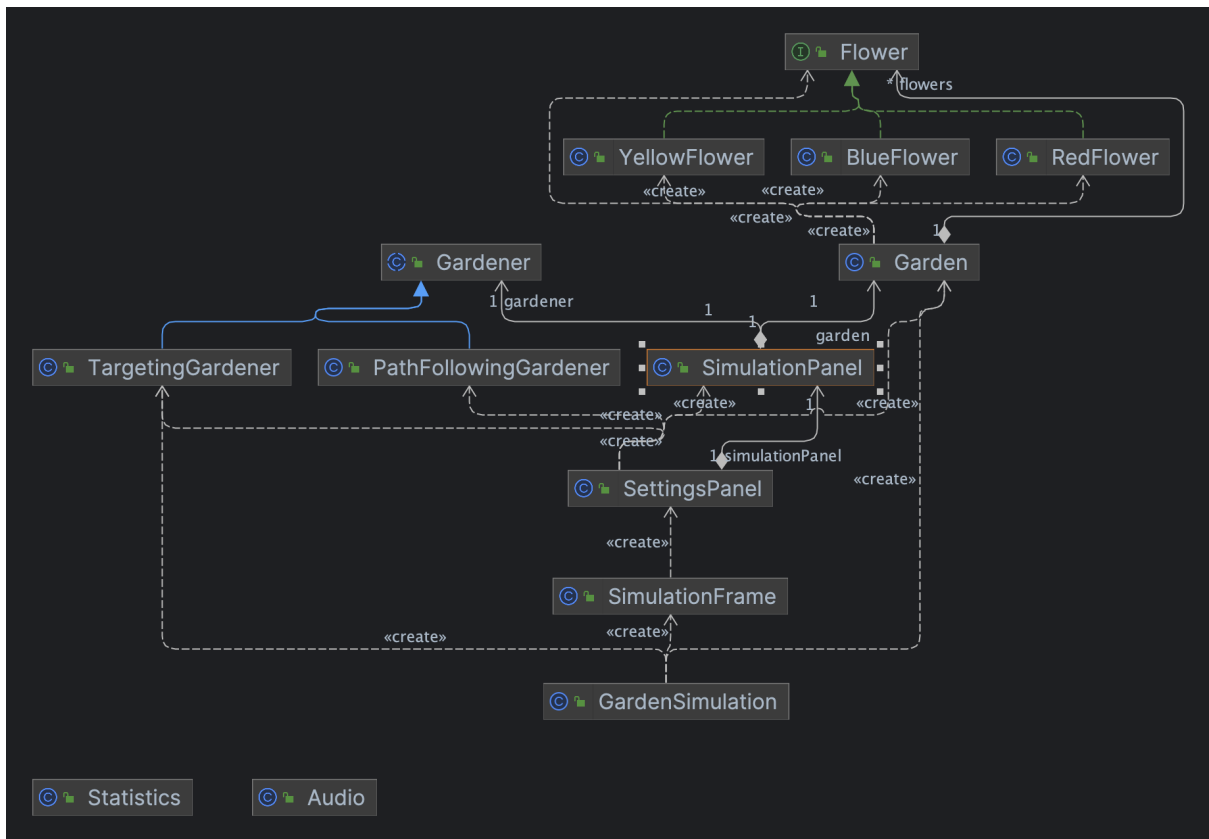 Flower
* flowers
YellowFlower
BlueFlower
RedFlower
«create»
«create»
«create»
«create»
1
Gardener
Garden
1 gardener
1
1
1
garden
TargetingGardener
PathFollowingGardener
SimulationPanel
«create»
1
«create»
«create»
«create»
1 simulationPanel
«create»
SettingsPanel
«create»
SimulationFrame
«create»
«create»
GardenSimulation
Statistics
Audio